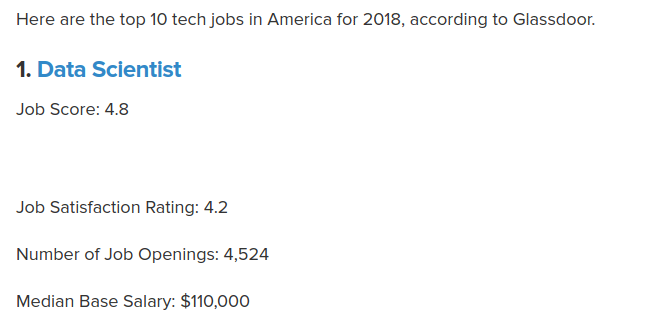 Here are the top 10 tech jobs in America for 2018, according to Glassdoor.
1. Data Scientist
Job Score: 4.8
Job Satisfaction Rating: 4.2
Number of Job Openings: 4,524
Median Base Salary: $110,000